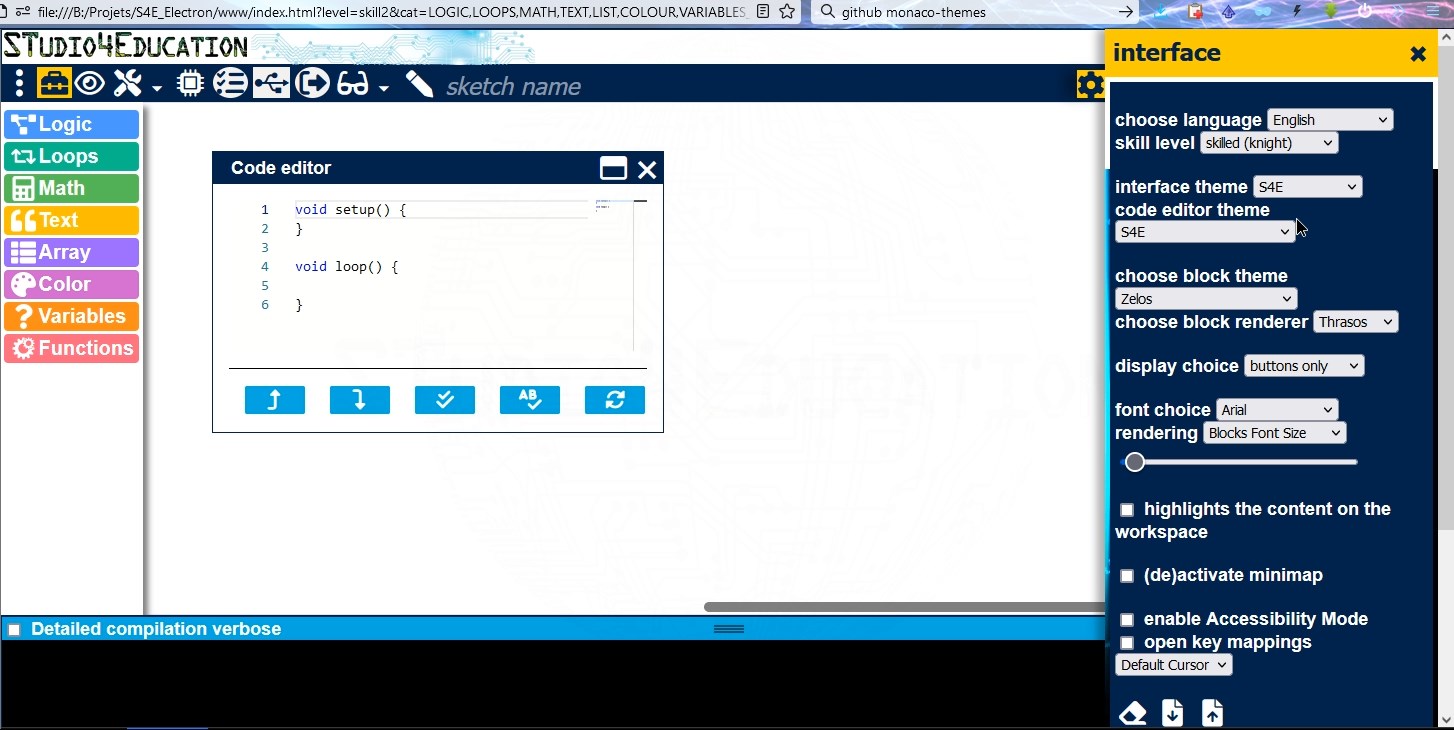 file:///B:/Projets/S4E_Electron/www/index.html?level=skill2&cat=LOGIC,LOOPS,MATH,TEXT,LIST,COLOUR,VARIABLES_
github monaco-themes
STudio4Education
sketch name
interface
Logic
Loops
Math
Text
Array
Color
Variables
Functions
Code editor
1 void setup() {
2 }
3
4 void loop() {
5
6 }
AB
choose language English
skill level skilled (knight)
interface theme S4E
code editor theme
S4E
choose block theme
Zelos
choose block renderer Thrasos
display choice buttons only
font choice Arial
rendering Blocks Font Size
highlights the content on the
workspace
(de)activate minimap
enable Accessibility Mode
open key mappings
Default Cursor
Detailed compilation verbose